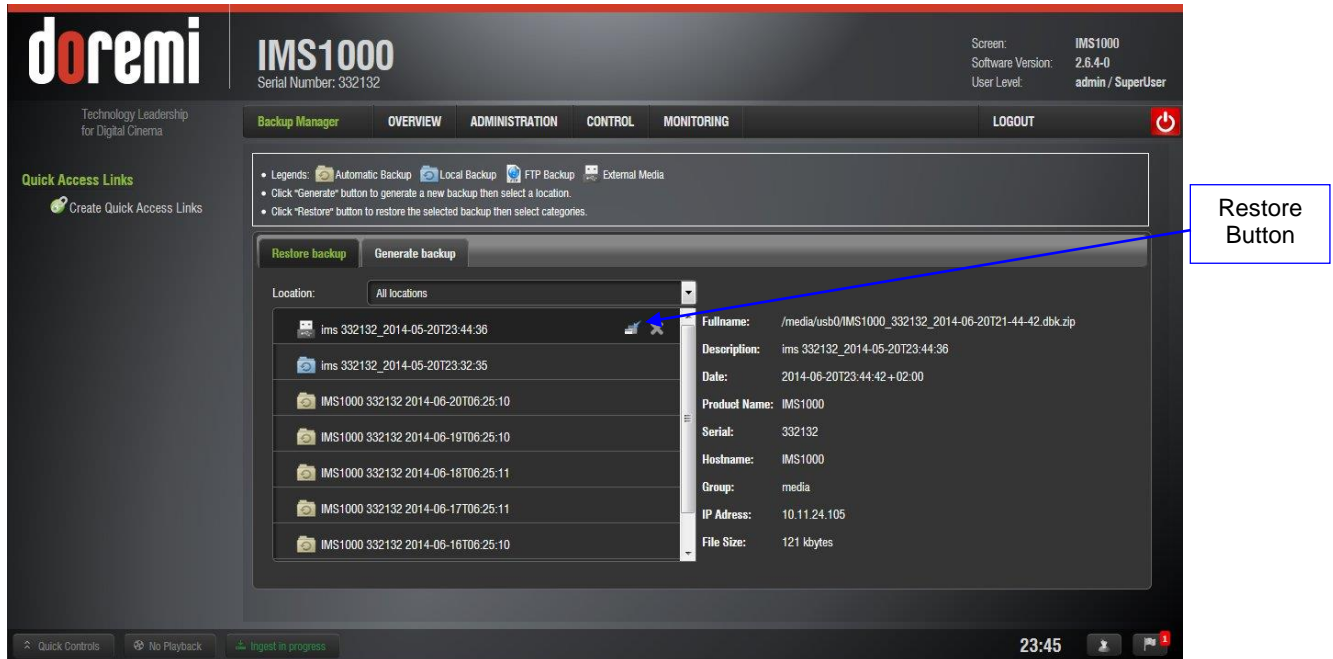 doremi
Technology Leadership
for Digital Cinema
IMS1000
Serial Number: 332132
Screen: IMS1000
Software Version: 2.6.4-0
User Level: admin / SuperUser
Backup Manager OVERVIEW ADMINISTRATION CONTROL MONITORING LOGOUT
Quick Access Links
Create Quick Access Links
• Legends: Automatic Backup Local Backup FTP Backup External Media
• Click "Generate" button to generate a new backup then select a location.
• Click "Restore" button to restore the selected backup then select categories.
Restore
Button
Restore backup Generate backup
Location: All locations
ims 332132_2014-05-20T23:44:36
ims 332132_2014-05-20T23:32:35
IMS1000 332132 2014-06-20T06:25:10
IMS1000 332132 2014-06-19T06:25:10
IMS1000 332132 2014-06-18T06:25:11
IMS1000 332132 2014-06-17T06:25:11
IMS1000 332132 2014-06-16T06:25:10
Fullname: /media/usb0/IMS1000_332132_2014-06-20T21-44-42.dbk.zip
Description: ims 332132_2014-05-20T23:44:36
Date: 2014-06-20T23:44:42+02:00
Product Name: IMS1000
Serial: 332132
Hostname: IMS1000
Group: media
IP Adress: 10.11.24.105
File Size: 121 kbytes
Quick Controls No Playback Ingest in progress 23:45 1